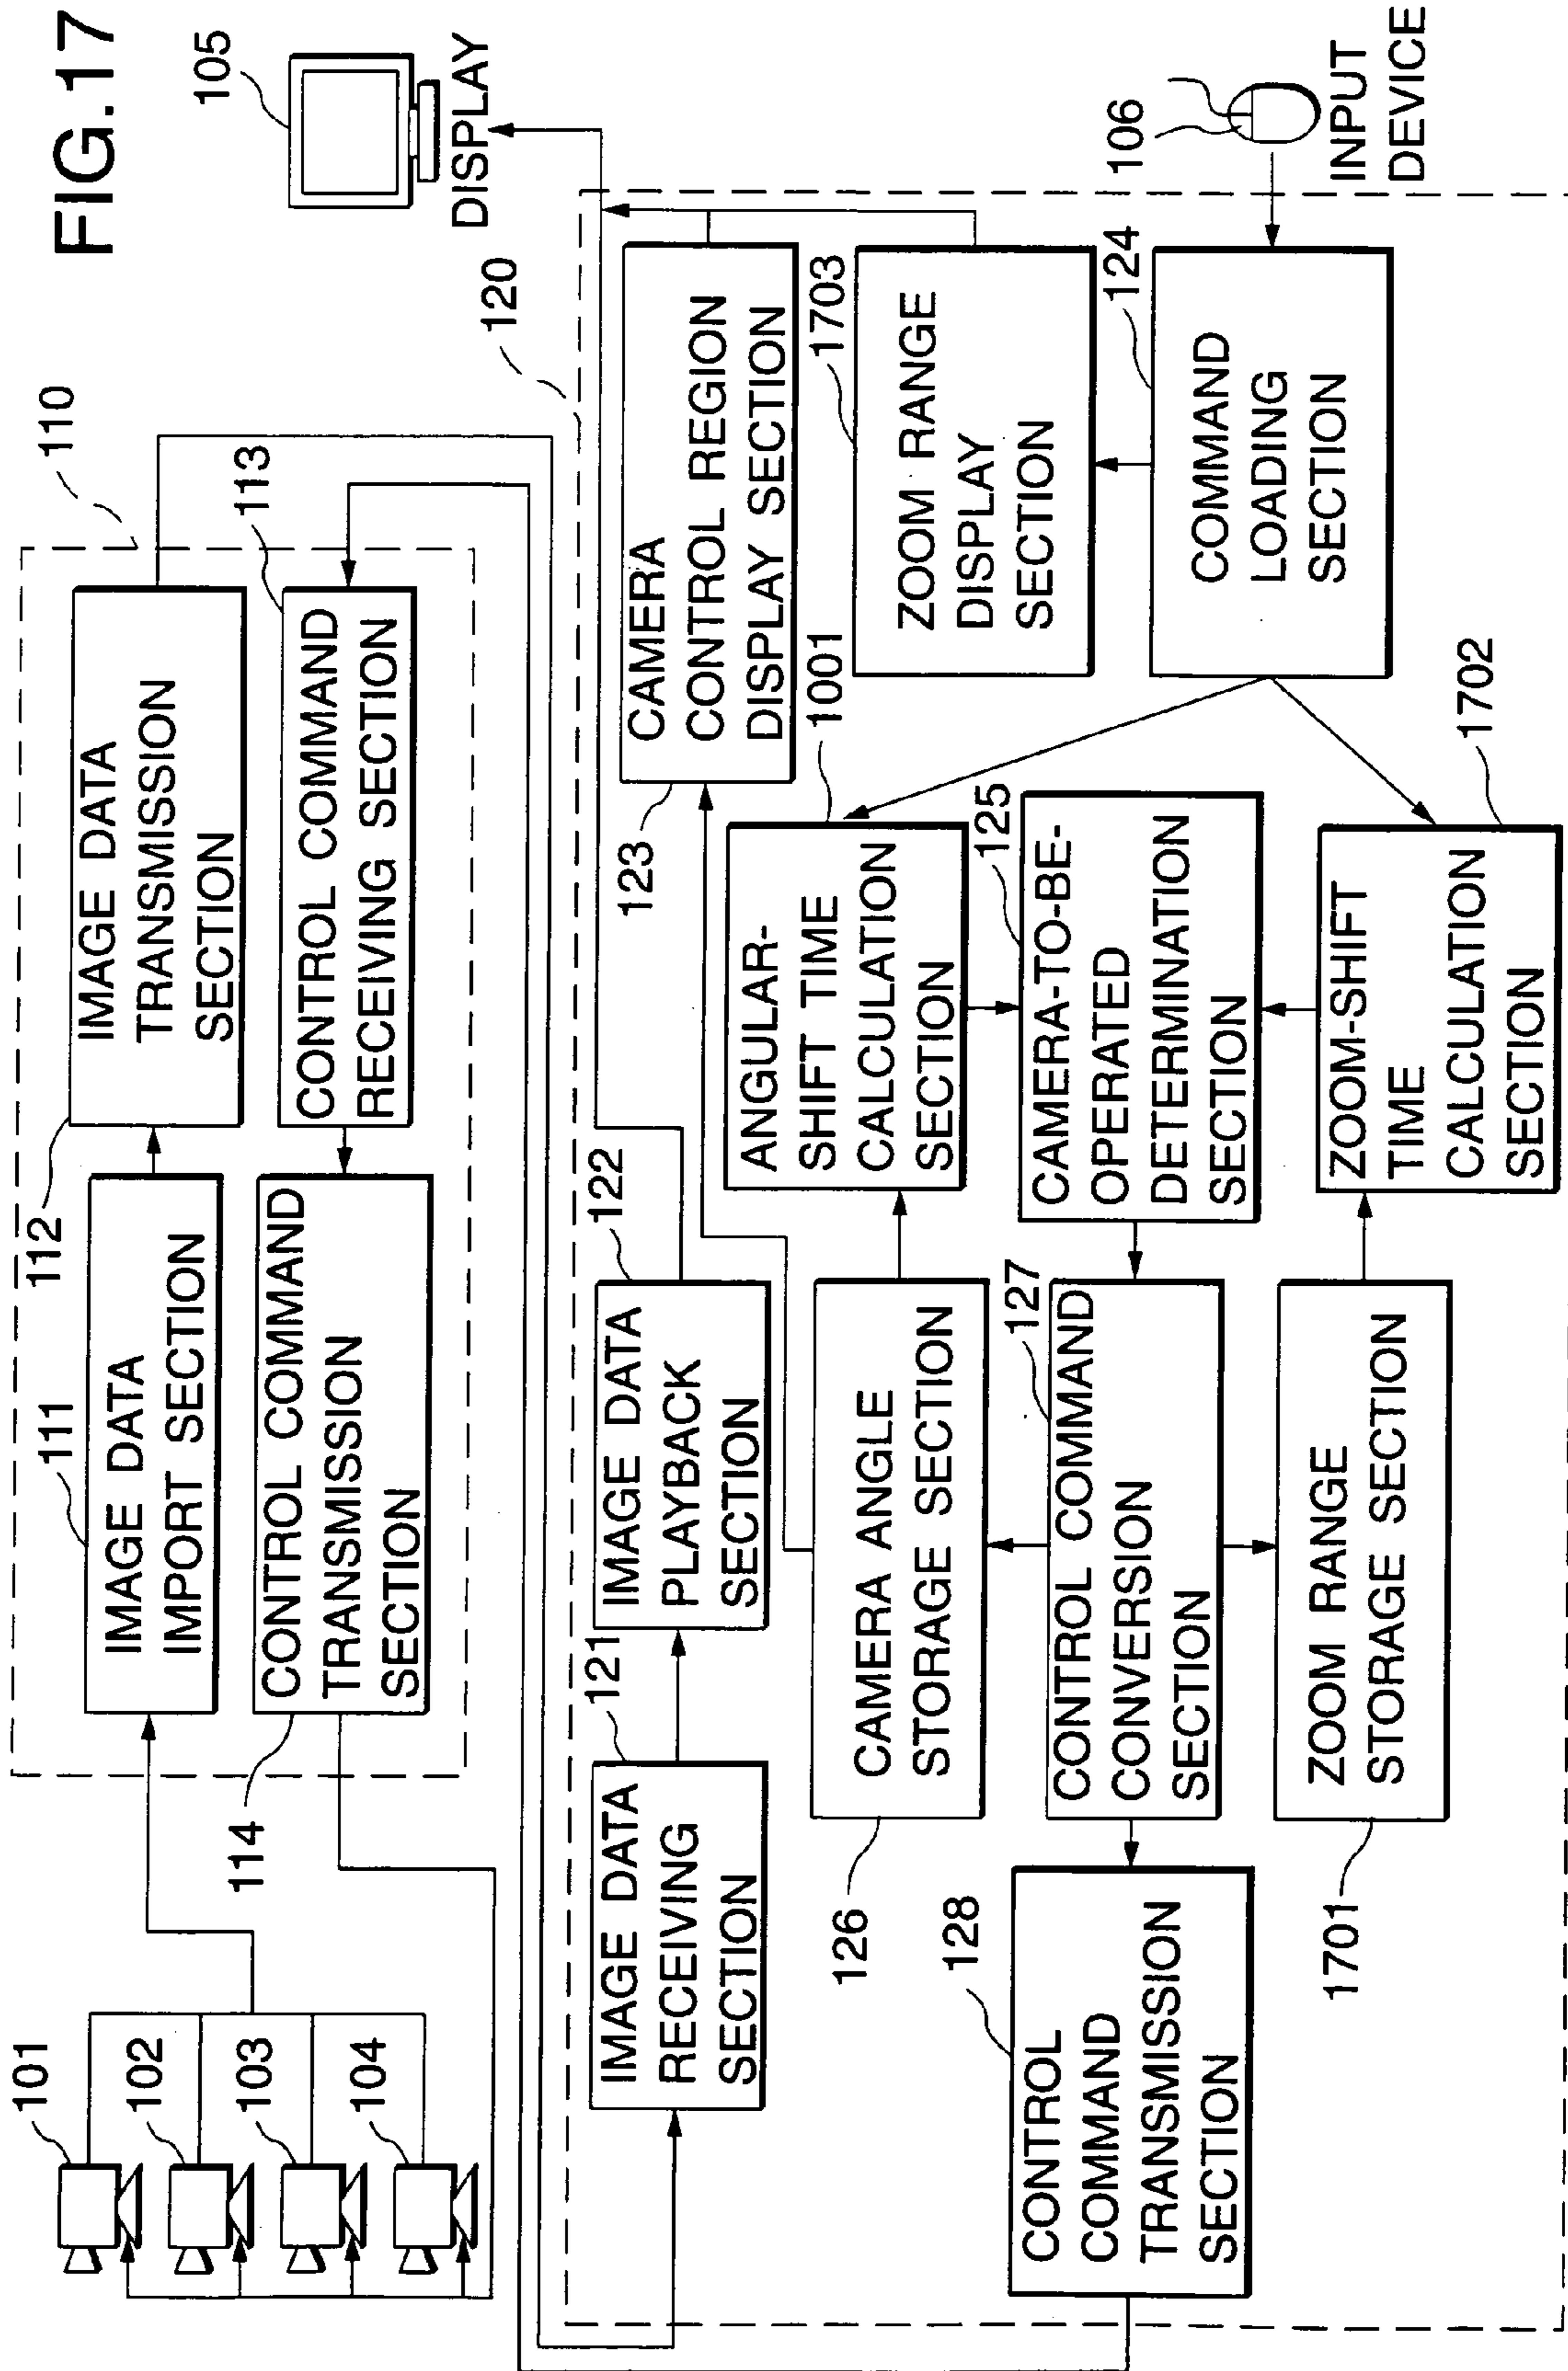 FIG.17
101
102
103
104
110
111
IMAGE DATA
IMPORT SECTION
112
IMAGE DATA
TRANSMISSION
SECTION
113
CONTROL COMMAND
RECEIVING SECTION
114
CONTROL COMMAND
TRANSMISSION
SECTION
105
DISPLAY
120
121
IMAGE DATA
RECEIVING
SECTION
122
IMAGE DATA
PLAYBACK
SECTION
123
CAMERA
CONTROL REGION
DISPLAY SECTION
126
CAMERA ANGLE
STORAGE SECTION
1001
ANGULAR-
SHIFT TIME
CALCULATION
SECTION
1703
ZOOM RANGE
DISPLAY
SECTION
128
CONTROL
COMMAND
TRANSMISSION
SECTION
127
CONTROL COMMAND
CONVERSION
SECTION
125
CAMERA-TO-BE-
OPERATED
DETERMINATION
SECTION
124
COMMAND
LOADING
SECTION
106
INPUT
DEVICE
1701
ZOOM RANGE
STORAGE SECTION
1702
ZOOM-SHIFT
TIME
CALCULATION
SECTION